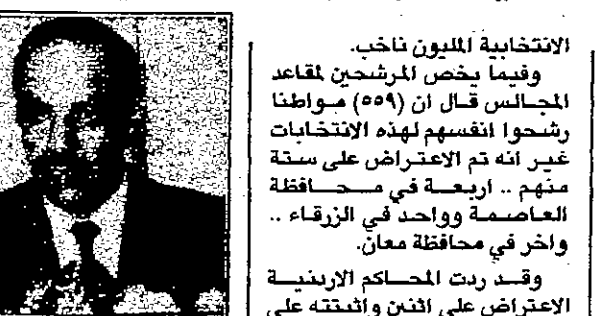 الانتخابية المليون ناخب.
وفيما يخص المرشحين لمقاعد
المجالس قال ان (٥٥٩) مواطنا
رشحوا انفسهم لهذه الانتخابات
غير انه تم الاعتراض على ستة
منهم .. اربعة في محافظة
العاصمة وواحد في الزرقاء ..
واخر في محافظة معان.
وقد ردت المحاكم الاردنية
الاعتراض على اثنين واثبتته على